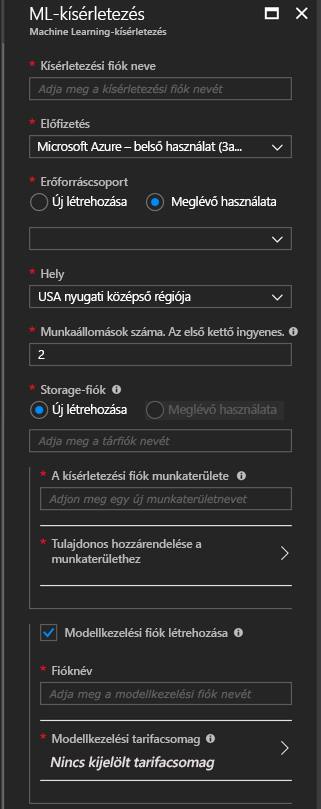 ML-kísérletezés
Machine Learning-kísérletezés
* Kísérletezési fiók neve
Adja meg a kísérletezési fiók nevét
* Előfizetés
Microsoft Azure – belső használat (3a...
* Erőforráscsoport
Új létrehozása Meglévő használata
* Hely
USA nyugati középső régiója
* Munkaállomások száma. Az első kettő ingyenes.
2
* Storage-fiók
Új létrehozása Meglévő használata
Adja meg a tárfiók nevét
* A kísérletezési fiók munkaterülete
Adjon meg egy új munkaterületnevet
* Tulajdonos hozzárendelése a
munkaterülethez
Modellkezelési fiók létrehozása
* Fióknév
Adja meg a modellkezelési fiók nevét
* Modellkezelési tarifacsomag
Nincs kijelölt tarifacsomag